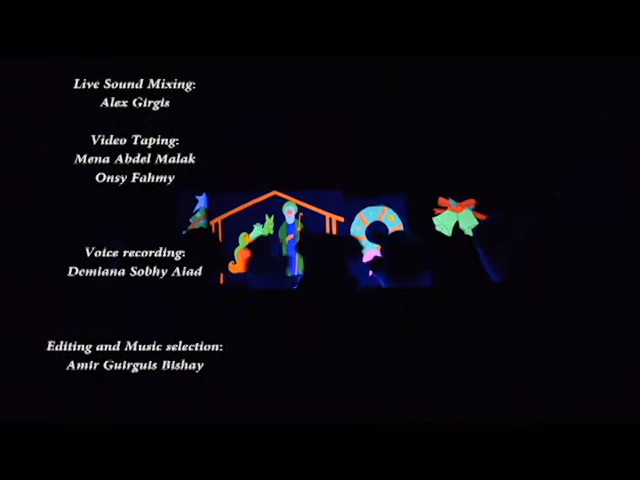 Live Sound Mixing:
Alex Girgis
Video Taping:
Mena Abdel Malak
Onsy Fahmy
Voice recording:
Demiana Sobhy Aiad
Editing and Music selection:
Amir Guirguis Bishay